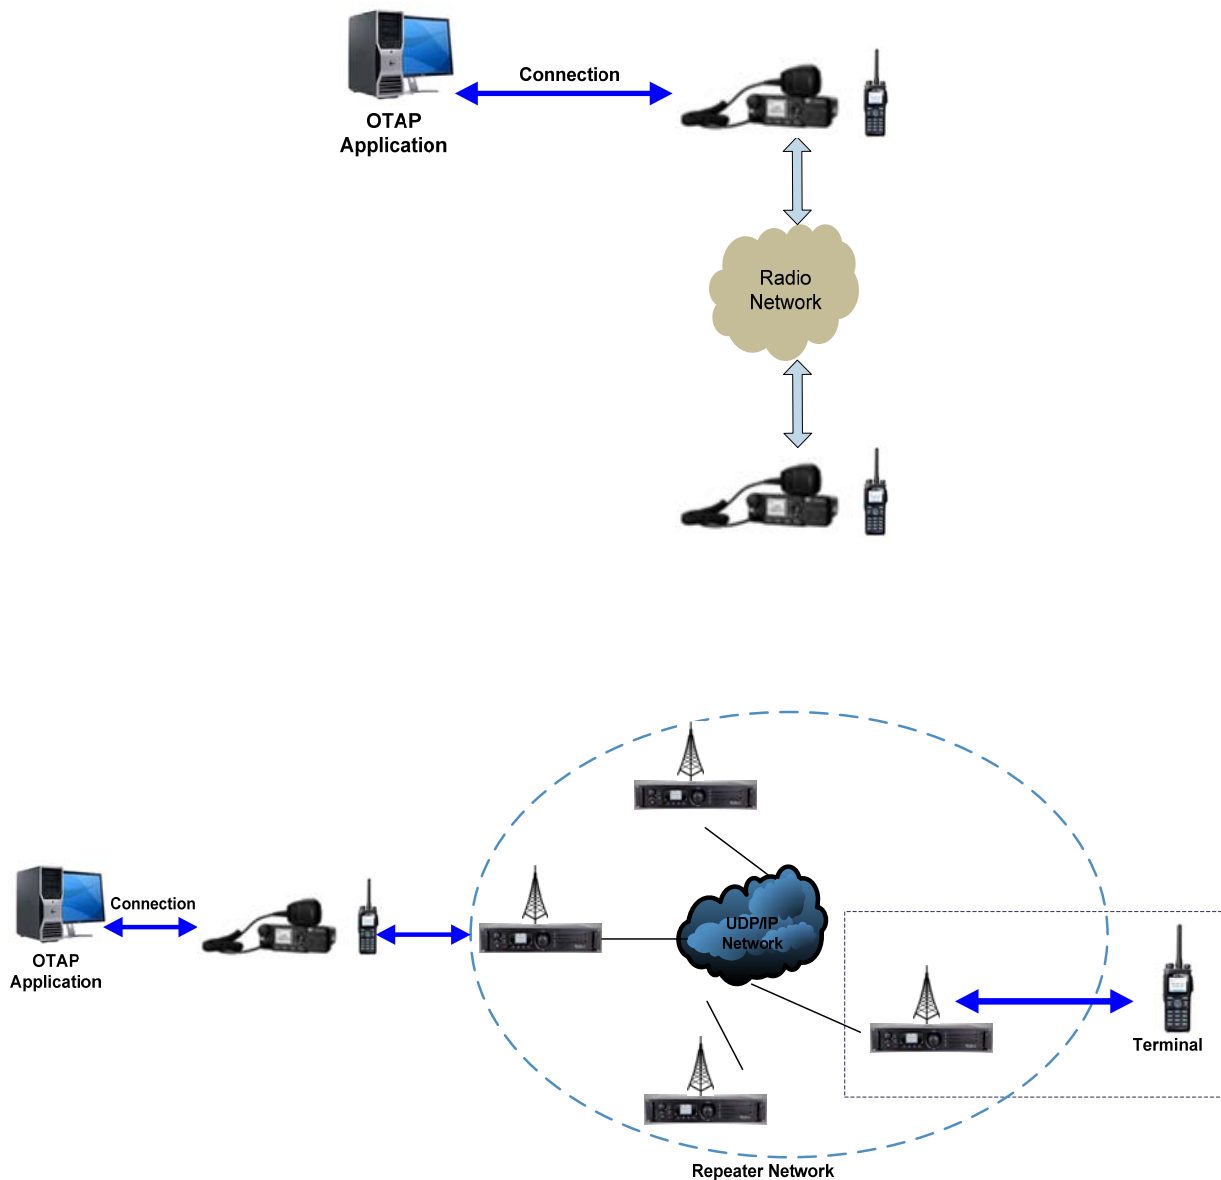 Connection
OTAP
Application
Radio
Network
UDP/IP
Network
Connection
OTAP
Application
Terminal
Repeater Network